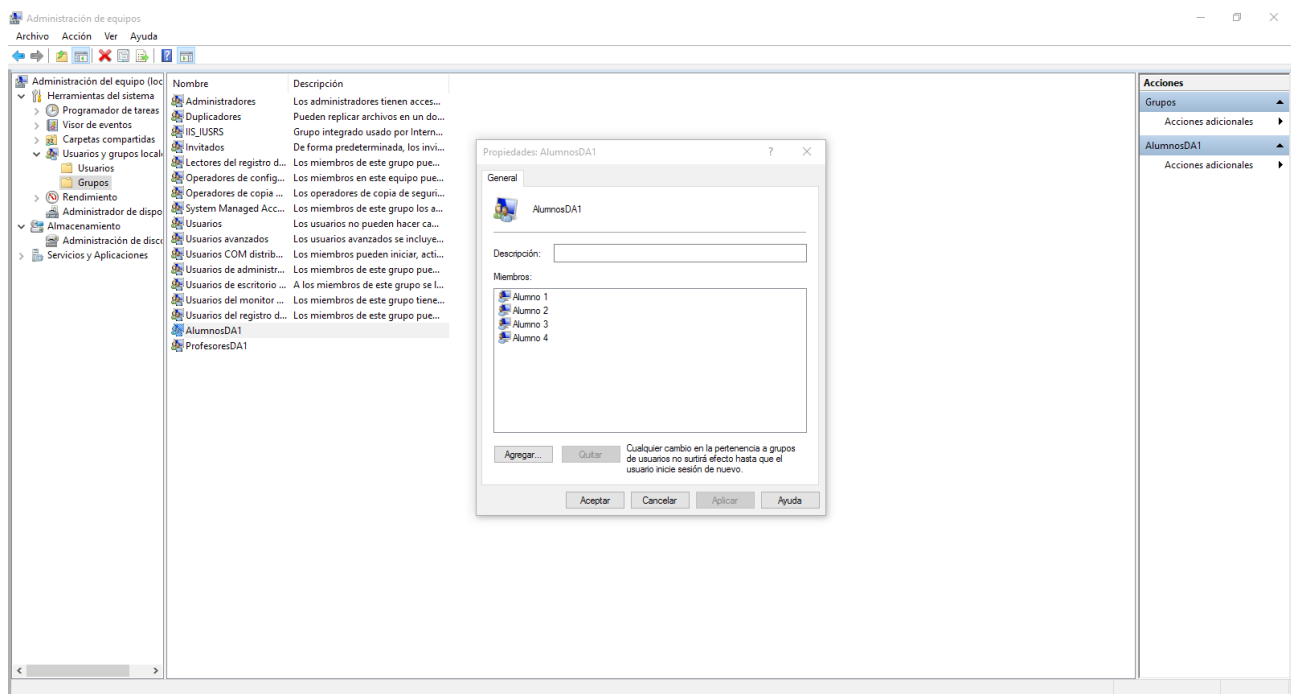 Administración de equipos
Archivo Acción Ver Ayuda
Administración del equipo (loc
Herramientas del sistema
Programador de tareas
Visor de eventos
Carpetas compartidas
Usuarios y grupos local
Usuarios
Grupos
Rendimiento
Administrador de dispo
Almacenamiento
Administración de disco
Servicios y Aplicaciones
Nombre Descripción
Administradores Los administradores tienen acces...
Duplicadores Pueden replicar archivos en un do...
IIS_IUSRS Grupo integrado usado por Intern...
Invitados De forma predeterminada, los invi...
Lectores del registro d... Los miembros de este grupo pue...
Operadores de config... Los miembros en este equipo pue...
Operadores de copia ... Los operadores de copia de seguri...
System Managed Acc... Los miembros de este grupo los a...
Usuarios Los usuarios no pueden hacer ca...
Usuarios avanzados Los usuarios avanzados se incluye...
Usuarios COM distrib... Los miembros pueden iniciar, acti...
Usuarios de administr... Los miembros de este grupo pue...
Usuarios de escritorio ... A los miembros de este grupo se l...
Usuarios del monitor ... Los miembros de este grupo tiene...
Usuarios del registro d... Los miembros de este grupo pue...
AlumnosDA1
ProfesoresDA1
Propiedades: AlumnosDA1 ?
General
AlumnosDA1
Descripción:
Miembros:
Alumno 1
Alumno 2
Alumno 3
Alumno 4
Agregar... Quitar
Cualquier cambio en la pertenencia a grupos
de usuarios no surtirá efecto hasta que el
usuario inicie sesión de nuevo.
Aceptar Cancelar Aplicar Ayuda
Acciones
Grupos
Acciones adicionales
AlumnosDA1
Acciones adicionales